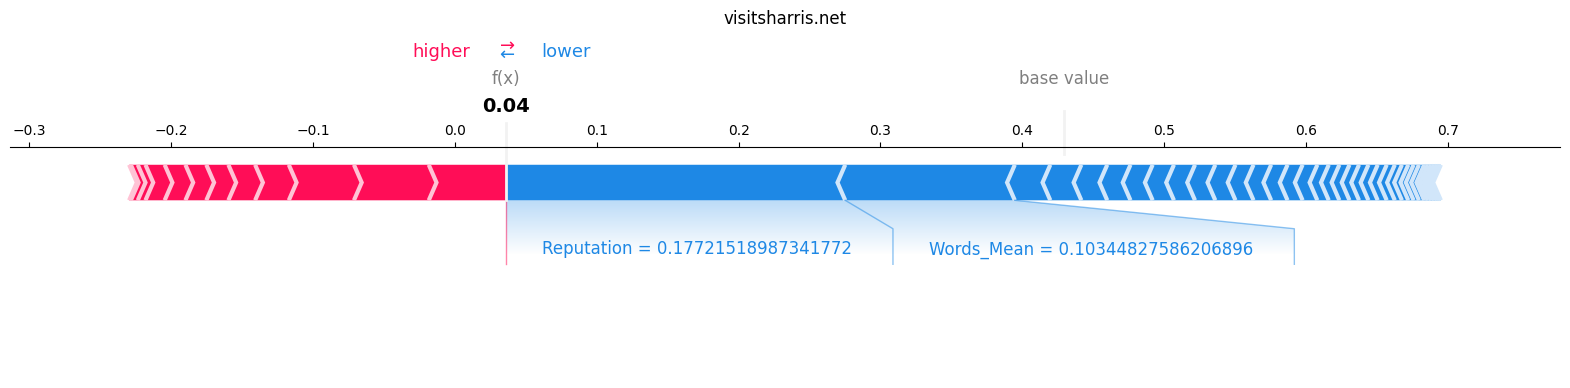 visitsharris.net
higher ⇄ lower
f(x) base value
0.04
−0.3 −0.2 −0.1 0.0 0.1 0.2 0.3 0.4 0.5 0.6 0.7
Reputation = 0.17721518987341772 Words_Mean = 0.10344827586206896